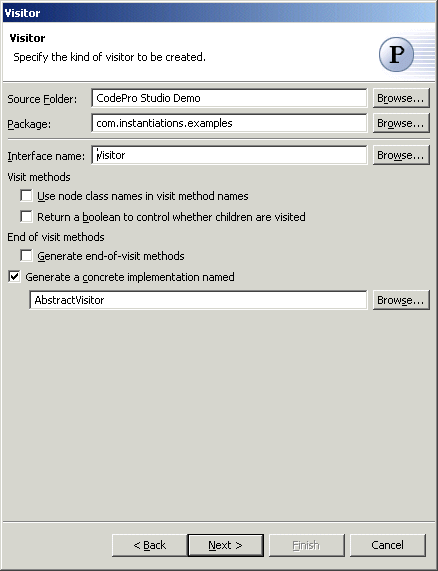 Visitor
Visitor
Specify the kind of visitor to be created.
P
Source Folder: CodePro Studio Demo Browse...
Package: com.instantiations.examples Browse...
Interface name: Visitor Browse...
Visit methods
Use node class names in visit method names
Return a boolean to control whether children are visited
End of visit methods
Generate end-of-visit methods
Generate a concrete implementation named
AbstractVisitor Browse...
< Back Next > Finish Cancel